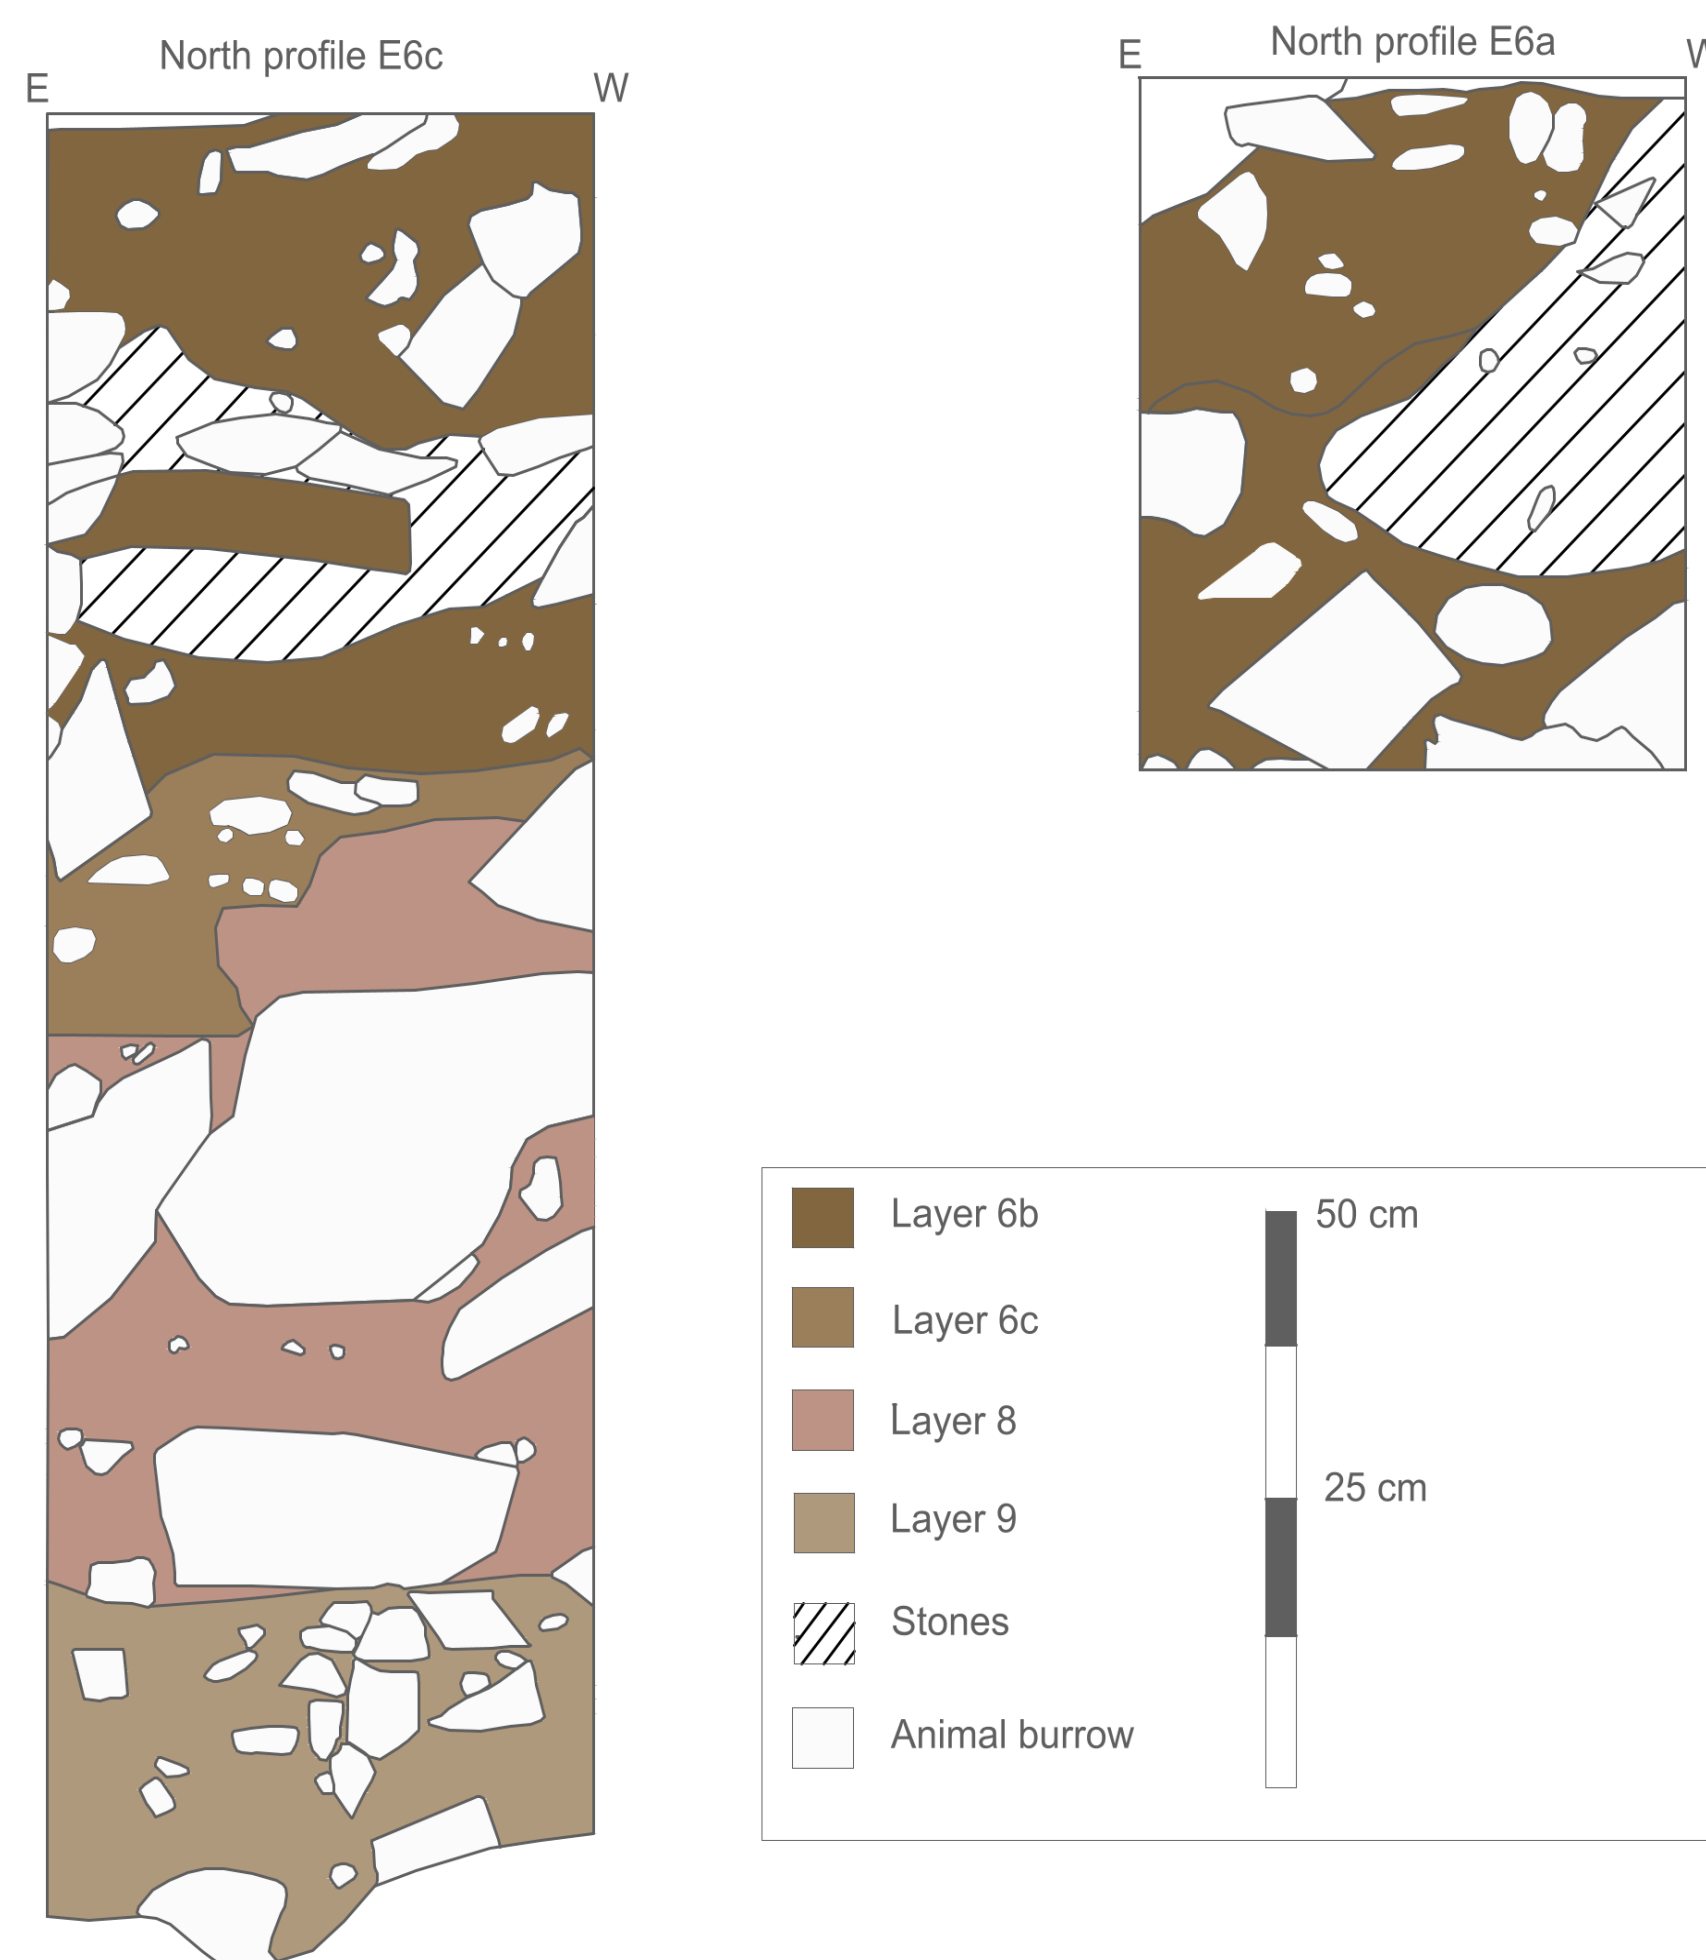 North profile E6c
E
W
North profile E6a
E
W
Layer 6b
Layer 6c
Layer 8
Layer 9
Stones
Animal burrow
50 cm
25 cm